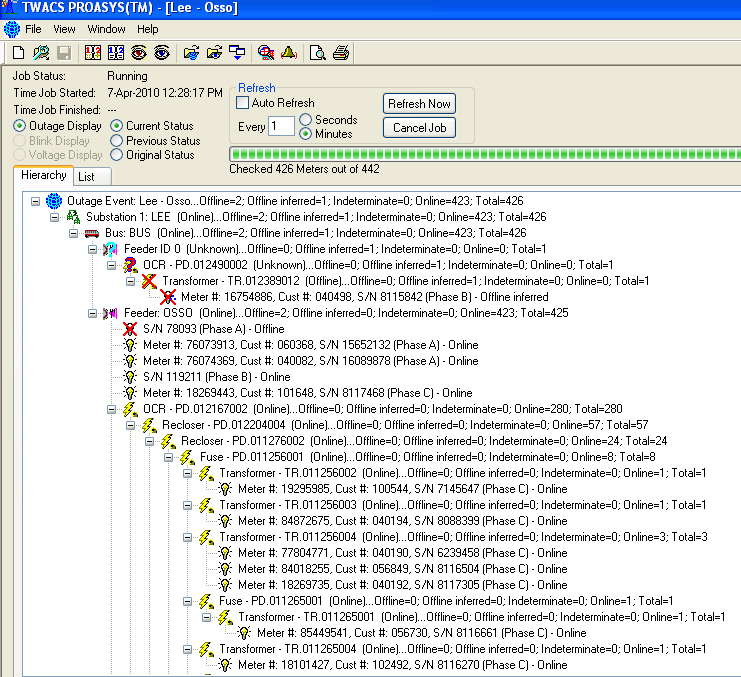 TWACS PROASYS(TM) - [Lee - Osso]
File View Window Help
Job Status: Running
Time Job Started: 7-Apr-2010 12:28:17 PM
Time Job Finished: ---
Outage Display Current Status
Blink Display Previous Status
Voltage Display Original Status
Refresh
Auto Refresh
Every 1 Seconds
Minutes
Refresh Now
Cancel Job
Checked 426 Meters out of 442
Hierarchy List
Outage Event: Lee - Osso...Offline=2; Offline inferred=1; Indeterminate=0; Online=423; Total=426
Substation 1: LEE (Online)...Offline=2; Offline inferred=1; Indeterminate=0; Online=423; Total=426
Bus: BUS (Online)...Offline=2; Offline inferred=1; Indeterminate=0; Online=423; Total=426
Feeder ID 0 (Unknown)...Offline=0; Offline inferred=1; Indeterminate=0; Online=0; Total=1
OCR - PD.012490002 (Unknown)...Offline=0; Offline inferred=1; Indeterminate=0; Online=0; Total=1
Transformer - TR.012389012 (Offline)...Offline=0; Offline inferred=1; Indeterminate=0; Online=0; Total=1
Meter #: 16754886, Cust #: 040498, S/N 8115842 (Phase B) - Offline inferred
Feeder: OSSO (Online)...Offline=2; Offline inferred=0; Indeterminate=0; Online=423; Total=425
S/N 78093 (Phase A) - Offline
Meter #: 76073913, Cust #: 060368, S/N 15652132 (Phase A) - Online
Meter #: 76074369, Cust #: 040082, S/N 16089878 (Phase A) - Online
S/N 119211 (Phase B) - Online
Meter #: 18269443, Cust #: 101648, S/N 8117468 (Phase C) - Online
OCR - PD.012167002 (Online)...Offline=0; Offline inferred=0; Indeterminate=0; Online=280; Total=280
Recloser - PD.012204004 (Online)...Offline=0; Offline inferred=0; Indeterminate=0; Online=57; Total=57
Recloser - PD.011276002 (Online)...Offline=0; Offline inferred=0; Indeterminate=0; Online=24; Total=24
Fuse - PD.011256001 (Online)...Offline=0; Offline inferred=0; Indeterminate=0; Online=8; Total=8
Transformer - TR.011256002 (Online)...Offline=0; Offline inferred=0; Indeterminate=0; Online=1; Total=1
Meter #: 19295985, Cust #: 100544, S/N 7145647 (Phase C) - Online
Transformer - TR.011256003 (Online)...Offline=0; Offline inferred=0; Indeterminate=0; Online=1; Total=1
Meter #: 84872675, Cust #: 040194, S/N 8088399 (Phase C) - Online
Transformer - TR.011256004 (Online)...Offline=0; Offline inferred=0; Indeterminate=0; Online=3; Total=3
Meter #: 77804771, Cust #: 040190, S/N 6239458 (Phase C) - Online
Meter #: 84018255, Cust #: 056849, S/N 8116504 (Phase C) - Online
Meter #: 18269735, Cust #: 040192, S/N 8117305 (Phase C) - Online
Fuse - PD.011265001 (Online)...Offline=0; Offline inferred=0; Indeterminate=0; Online=1; Total=1
Transformer - TR.011265001 (Online)...Offline=0; Offline inferred=0; Indeterminate=0; Online=1; Total=1
Meter #: 85449541, Cust #: 056730, S/N 8116661 (Phase C) - Online
Transformer - TR.011265004 (Online)...Offline=0; Offline inferred=0; Indeterminate=0; Online=1; Total=1
Meter #: 18101427, Cust #: 102492, S/N 8116270 (Phase C) - Online